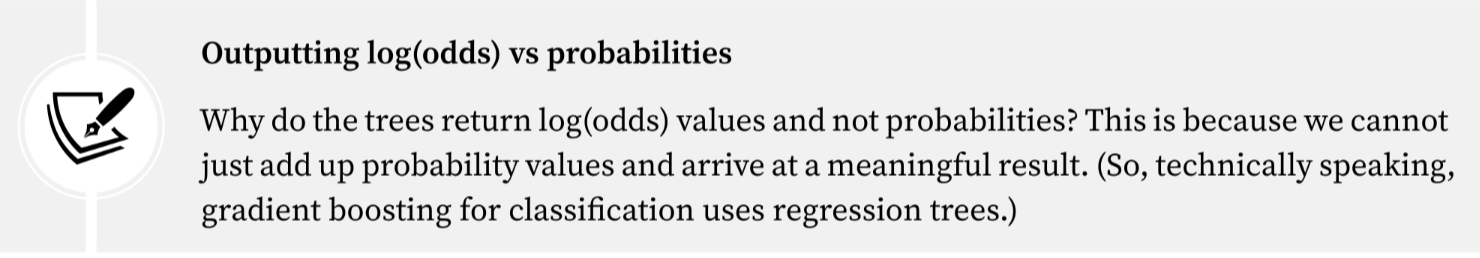 Outputting log(odds) vs probabilities
Why do the trees return log(odds) values and not probabilities? This is because we cannot
just add up probability values and arrive at a meaningful result. (So, technically speaking,
gradient boosting for classification uses regression trees.)